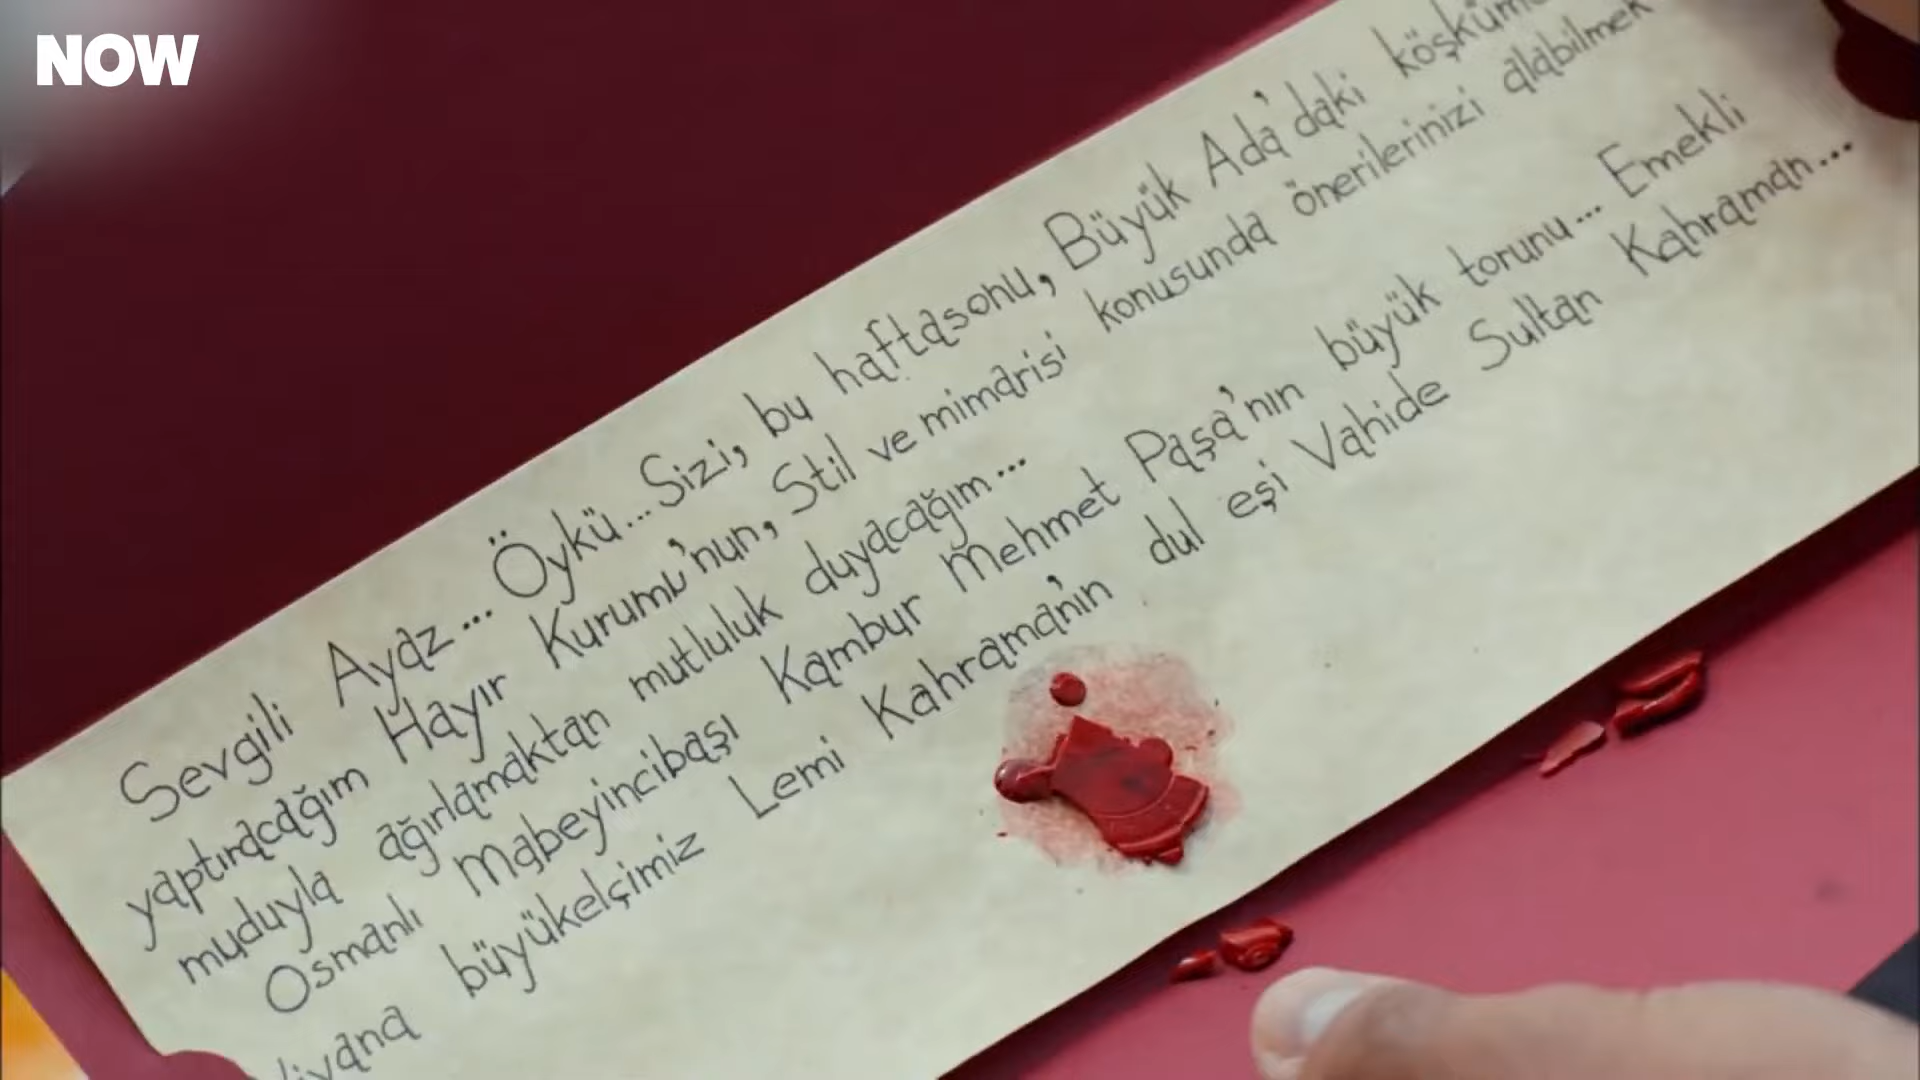 NOW
Sevgili Ayaz... Öykü... Sizi, bu haftasonu, Büyük Ada'daki
yaptıracağım Hayır Kurumu'nun, Stil ve mimarisi konusunda önerilerinizi alabilmek
muduyla ağırlamaktan mutluluk duyacağım...
Osmanlı Mabeyincibaşı Kambur Mehmet Paşa'nın büyük torunu... Emekli
büyükelçimiz Lemi Kahraman'ın dul eşi Vahide Sultan Kahraman...